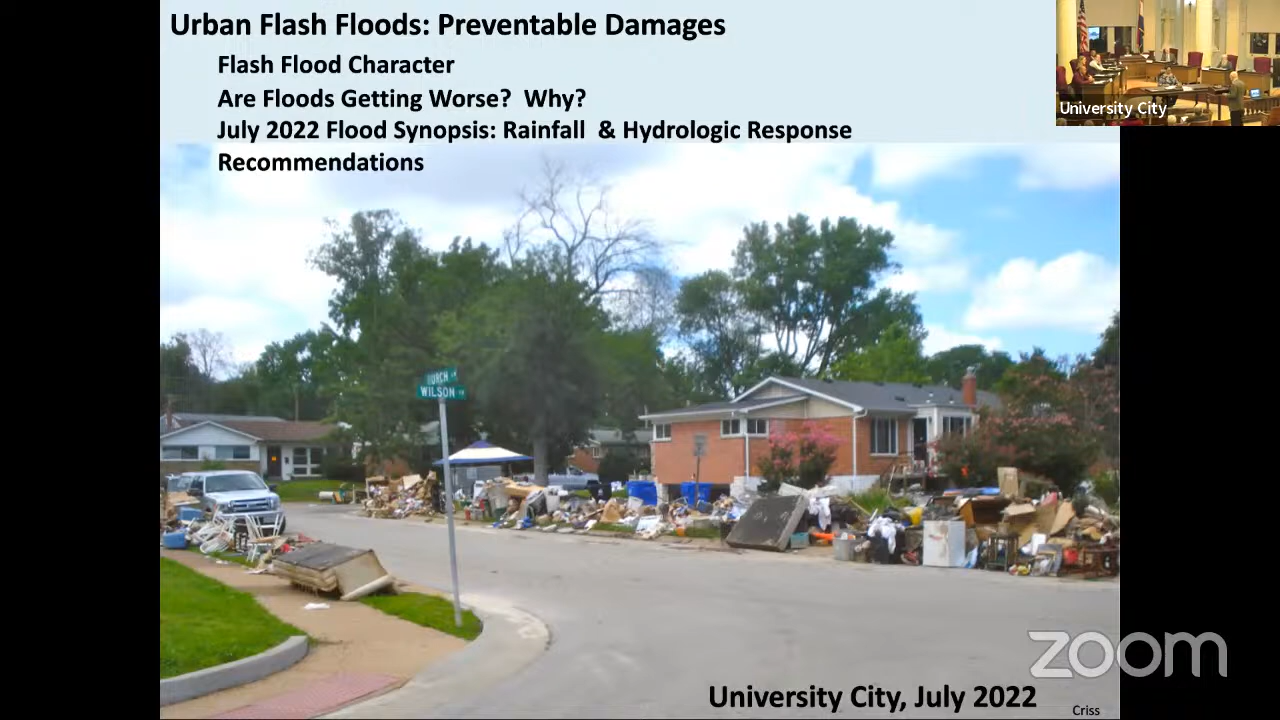 Urban Flash Floods: Preventable Damages
Flash Flood Character
Are Floods Getting Worse? Why?
July 2022 Flood Synopsis: Rainfall & Hydrologic Response
Recommendations
University City
WILSON
zoom
University City, July 2022
Criss